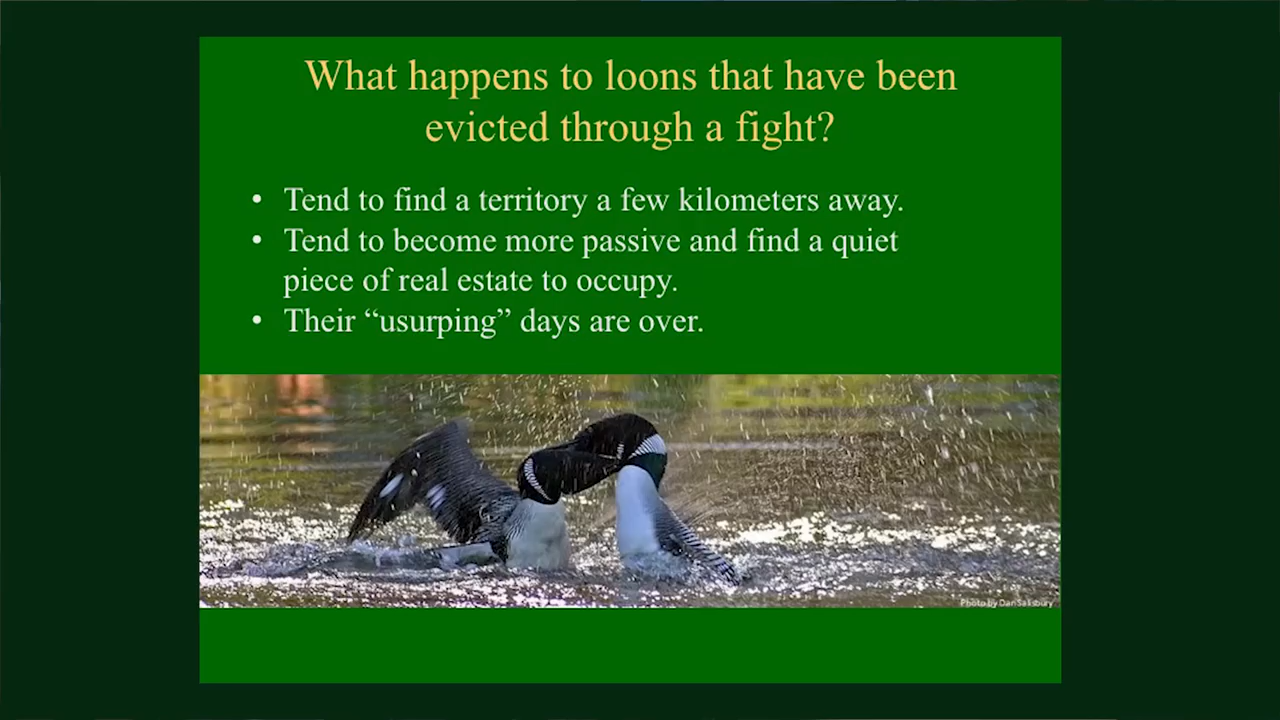 What happens to loons that have been
evicted through a fight?
• Tend to find a territory a few kilometers away.
• Tend to become more passive and find a quiet
piece of real estate to occupy.
• Their “usurping” days are over.
Photo by Dan Salisbury